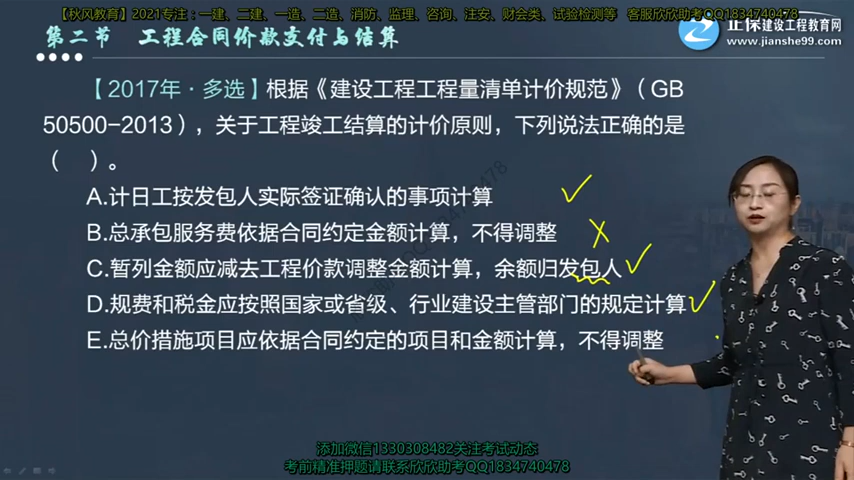 【秋风教育】2021专注：一建、二建、一造、二造、消防、监理、咨询、注安、财会类、试验检测等  客服欣欣助考QQ1834740478
第二节  工程合同价款交付与结算
正保建设工程教育网
www.jianshe99.com
【2017年·多选】根据《建设工程工程量清单计价规范》（GB
50500-2013），关于工程竣工结算的计价原则，下列说法正确的是
（  ）。
A.计日工按发包人实际签证确认的事项计算
B.总承包服务费依据合同约定金额计算，不得调整
C.暂列金额应减去工程价款调整金额计算，余额归发包人
D.规费和税金应按照国家或省级、行业建设主管部门的规定计算
E.总价措施项目应依据合同约定的项目和金额计算，不得调整
添加微信1330308482关注考试动态
考前精准押题请联系欣欣助考QQ1834740478